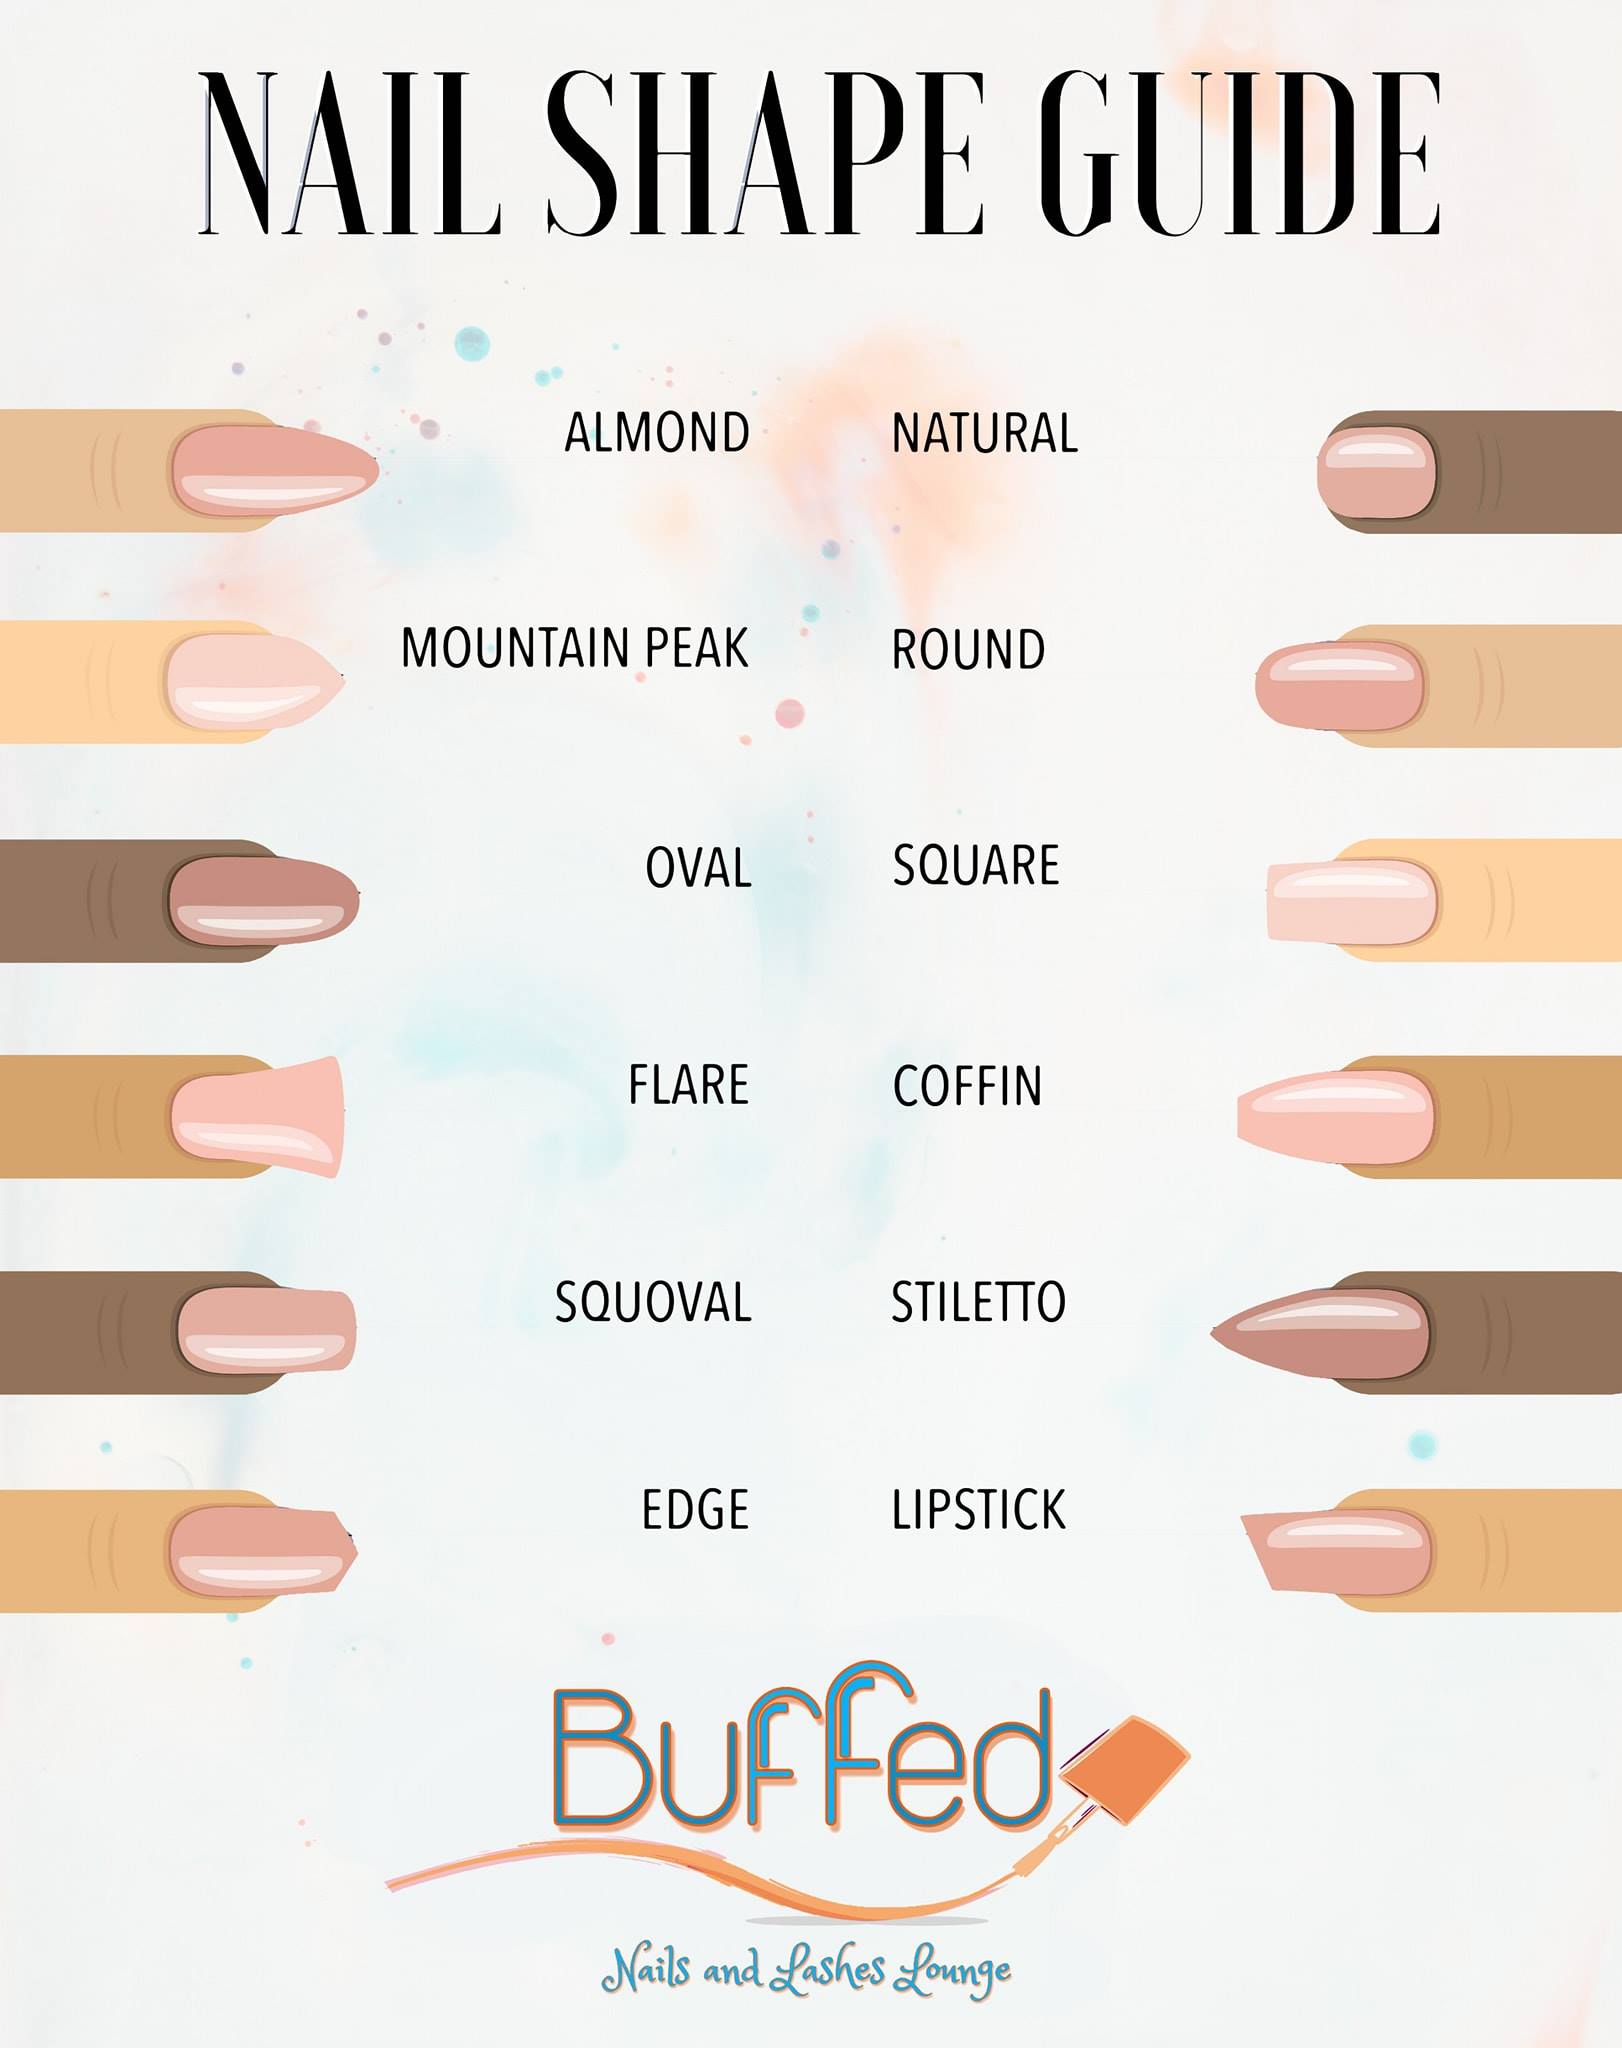 NAIL SHAPE GUIDE
ALMOND NATURAL
MOUNTAIN PEAK ROUND
OVAL SQUARE
FLARE COFFIN
SQUOVAL STILETTO
EDGE LIPSTICK
Buffed
Nails and Lashes Lounge